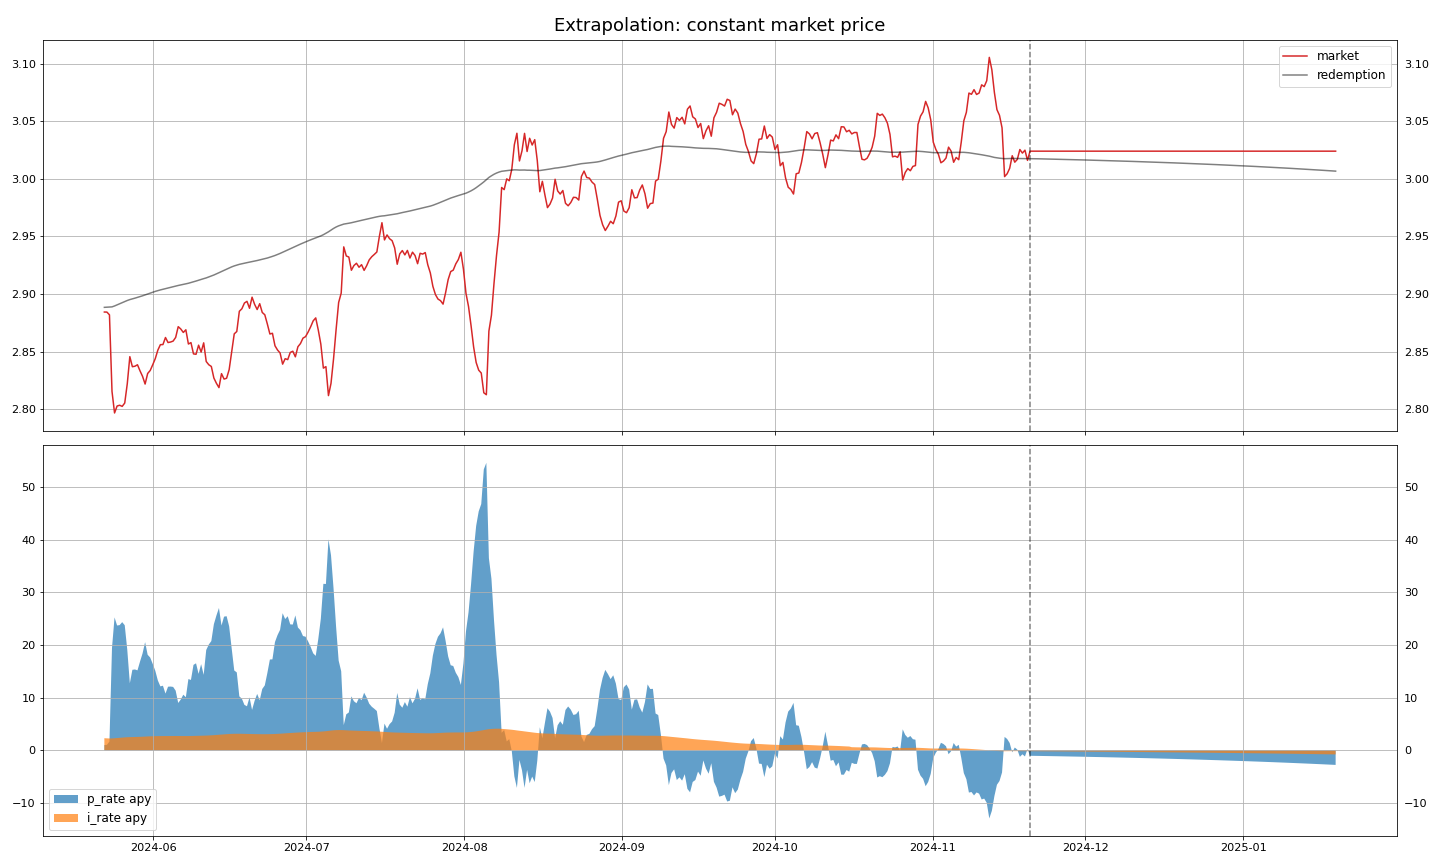 Extrapolation: constant market price
market
redemption
3.10 3.10
3.05 3.05
3.00 3.00
2.95 2.95
2.90 2.90
2.85 2.85
2.80 2.80
50 50
40 40
30 30
20 20
10 10
0 0
−10 −10
p_rate apy
i_rate apy
2024-06 2024-07 2024-08 2024-09 2024-10 2024-11 2024-12 2025-01